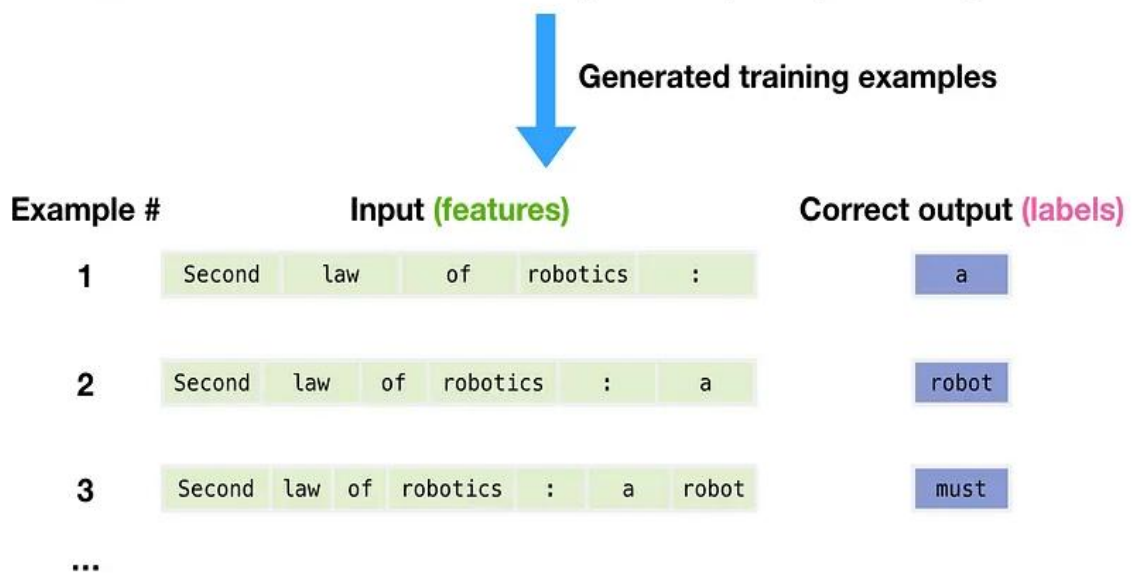 Generated training examples
Example # Input (features) Correct output (labels)
1 Second law of robotics : a
2 Second law of robotics : a robot
3 Second law of robotics : a robot must
...